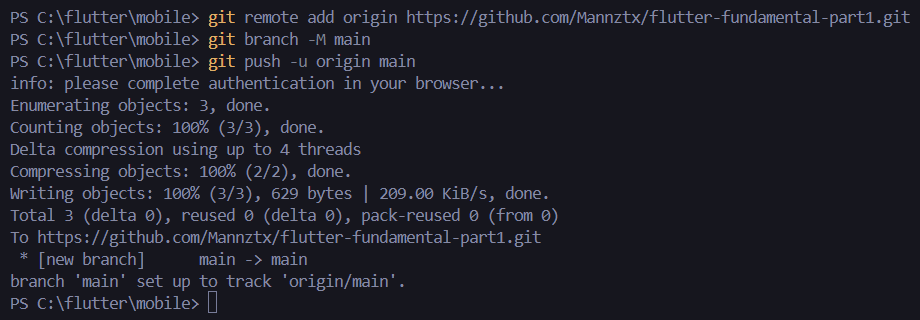 PS C:\flutter\mobile> git remote add origin https://github.com/Mannztx/flutter-fundamental-part1.git
PS C:\flutter\mobile> git branch -M main
PS C:\flutter\mobile> git push -u origin main
info: please complete authentication in your browser...
Enumerating objects: 3, done.
Counting objects: 100% (3/3), done.
Delta compression using up to 4 threads
Compressing objects: 100% (2/2), done.
Writing objects: 100% (3/3), 629 bytes | 209.00 KiB/s, done.
Total 3 (delta 0), reused 0 (delta 0), pack-reused 0 (from 0)
To https://github.com/Mannztx/flutter-fundamental-part1.git
 * [new branch]      main -> main
branch 'main' set up to track 'origin/main'.
PS C:\flutter\mobile>